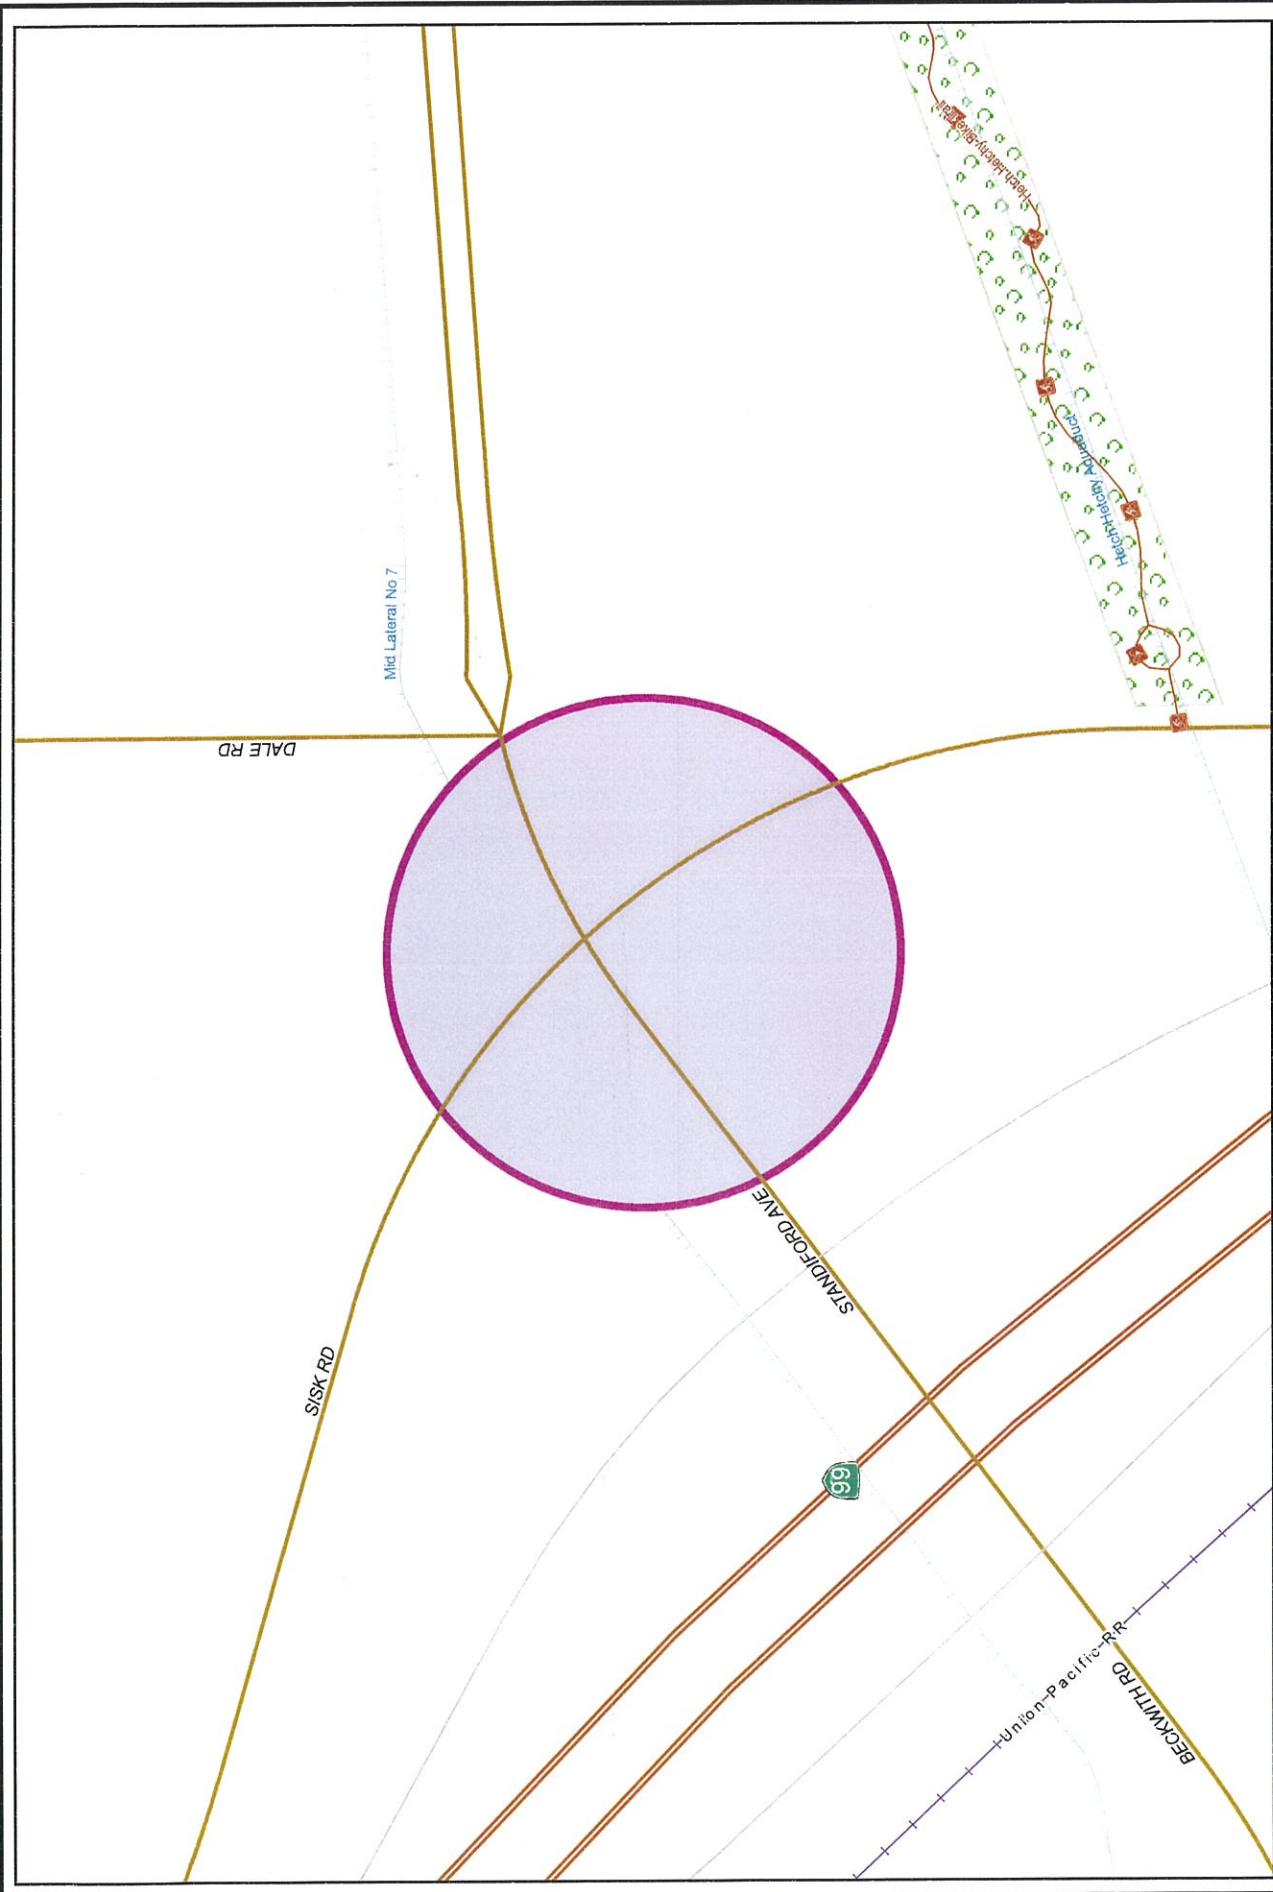 Hetch Hetchy Bike Trail
Hetch Hetchy Aqueduct
Mid Lateral No 7
DALE RD
STANDIFORD AVE
SISK RD
99
Union Pacific RR
BECKWITH RD